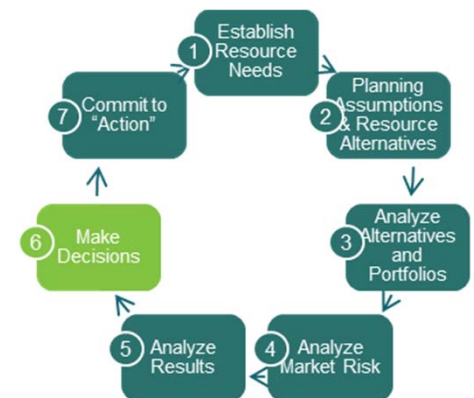 1
Establish
Resource
Needs
2
Planning
Assumptions
& Resource
Alternatives
3
Analyze
Alternatives
and
Portfolios
4
Analyze
Market Risk
5
Analyze
Results
6
Make
Decisions
7
Commit to
“Action”